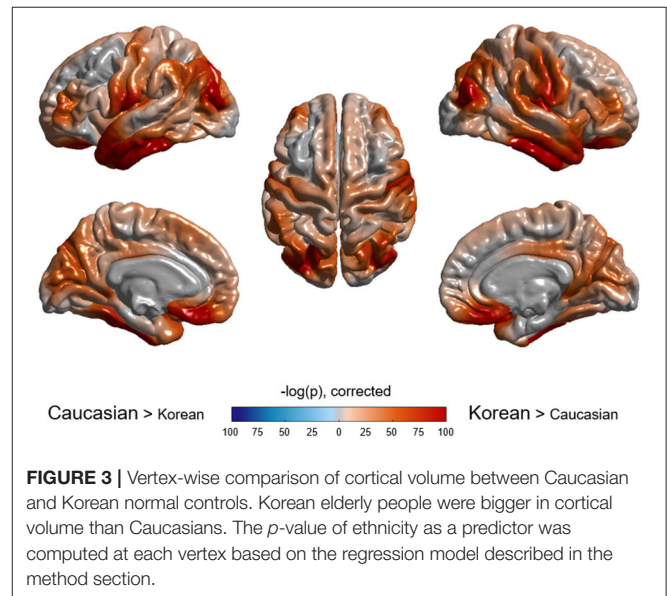 -log(p), corrected
Caucasian > Korean
Korean > Caucasian
100 75 50 25 0 25 50 75 100
FIGURE 3 | Vertex-wise comparison of cortical volume between Caucasian
and Korean normal controls. Korean elderly people were bigger in cortical
volume than Caucasians. The p-value of ethnicity as a predictor was
computed at each vertex based on the regression model described in the
method section.